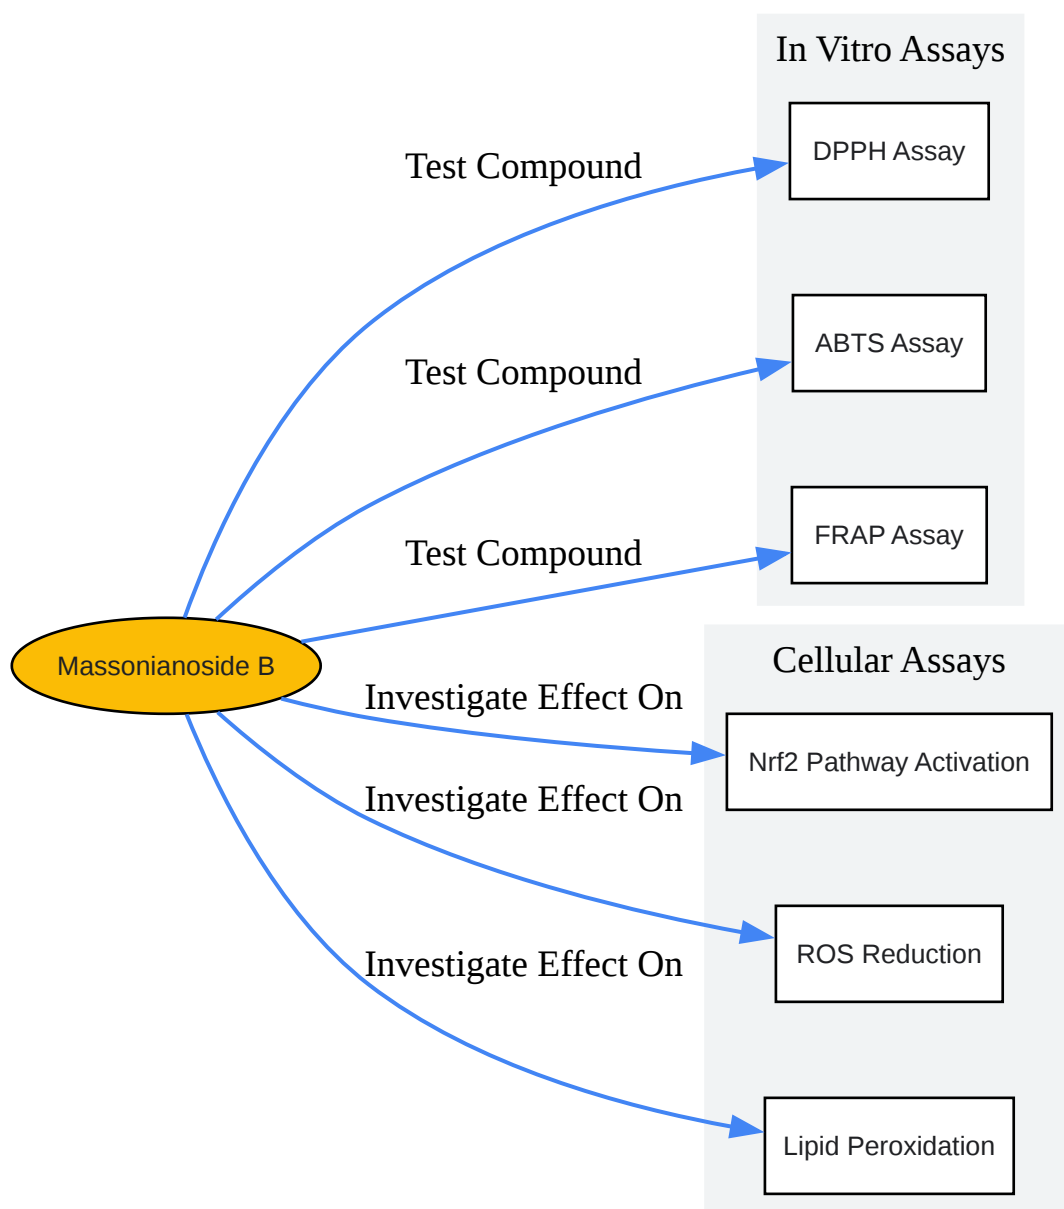 In Vitro Assays
DPPH Assay
Test Compound
ABTS Assay
Test Compound
FRAP Assay
Test Compound
Massonianoside B
Cellular Assays
Investigate Effect On
Nrf2 Pathway Activation
Investigate Effect On
ROS Reduction
Investigate Effect On
Lipid Peroxidation